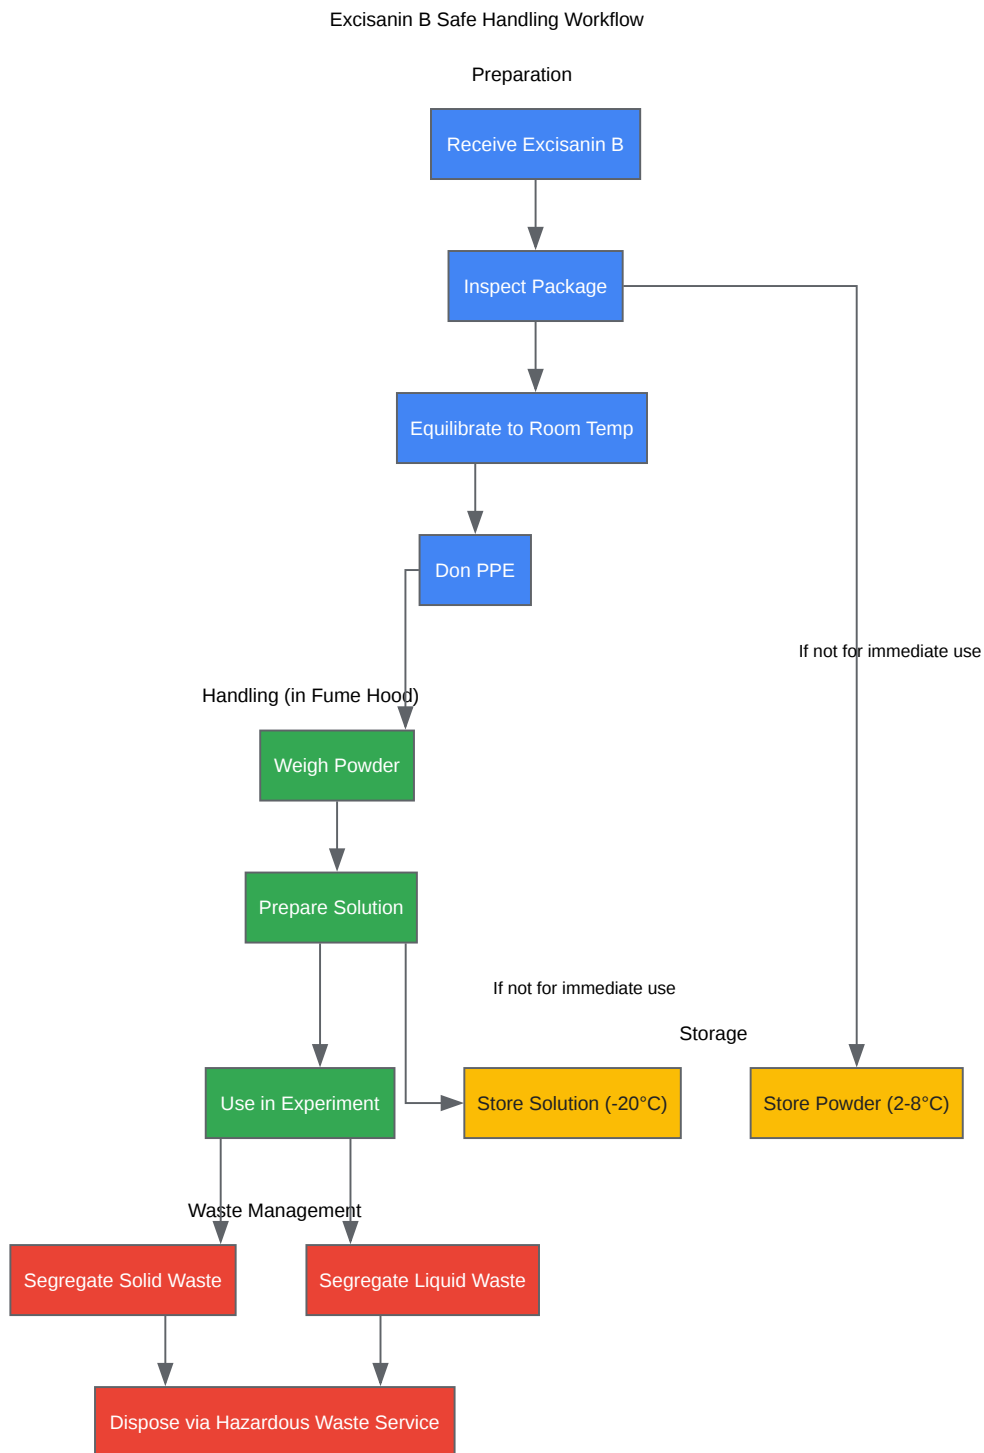 Excisanin B Safe Handling Workflow
Preparation
Receive Excisanin B
Inspect Package
Equilibrate to Room Temp
Don PPE
If not for immediate use
Handling (in Fume Hood)
Weigh Powder
Prepare Solution
If not for immediate use
Storage
Use in Experiment
Store Solution (-20°C)
Store Powder (2-8°C)
Waste Management
Segregate Solid Waste
Segregate Liquid Waste
Dispose via Hazardous Waste Service